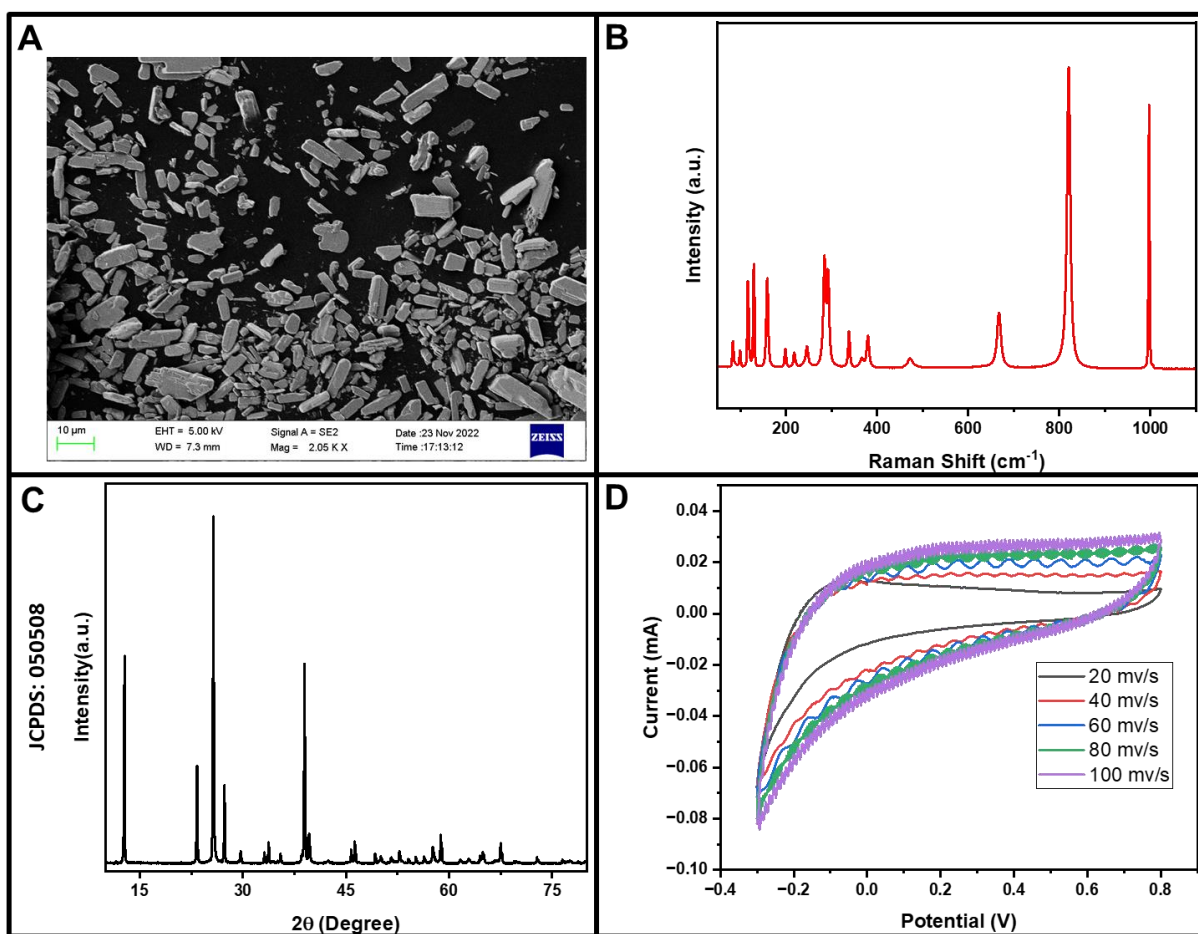 A
10 µm
EHT = 5.00 kV
WD = 7.3 mm
Signal A = SE2
Mag = 2.05 K X
Date :23 Nov 2022
Time :17:13:12
ZEISS
B
Intensity (a.u.)
200 400 600 800 1000
Raman Shift (cm⁻¹)
C
JCPDS: 050508
Intensity(a.u.)
15 30 45 60 75
2θ (Degree)
D
0.04
0.02
0.00
−0.02
−0.04
−0.06
−0.08
−0.10
Current (mA)
20 mv/s
40 mv/s
60 mv/s
80 mv/s
100 mv/s
−0.4 −0.2 0.0 0.2 0.4 0.6 0.8
Potential (V)